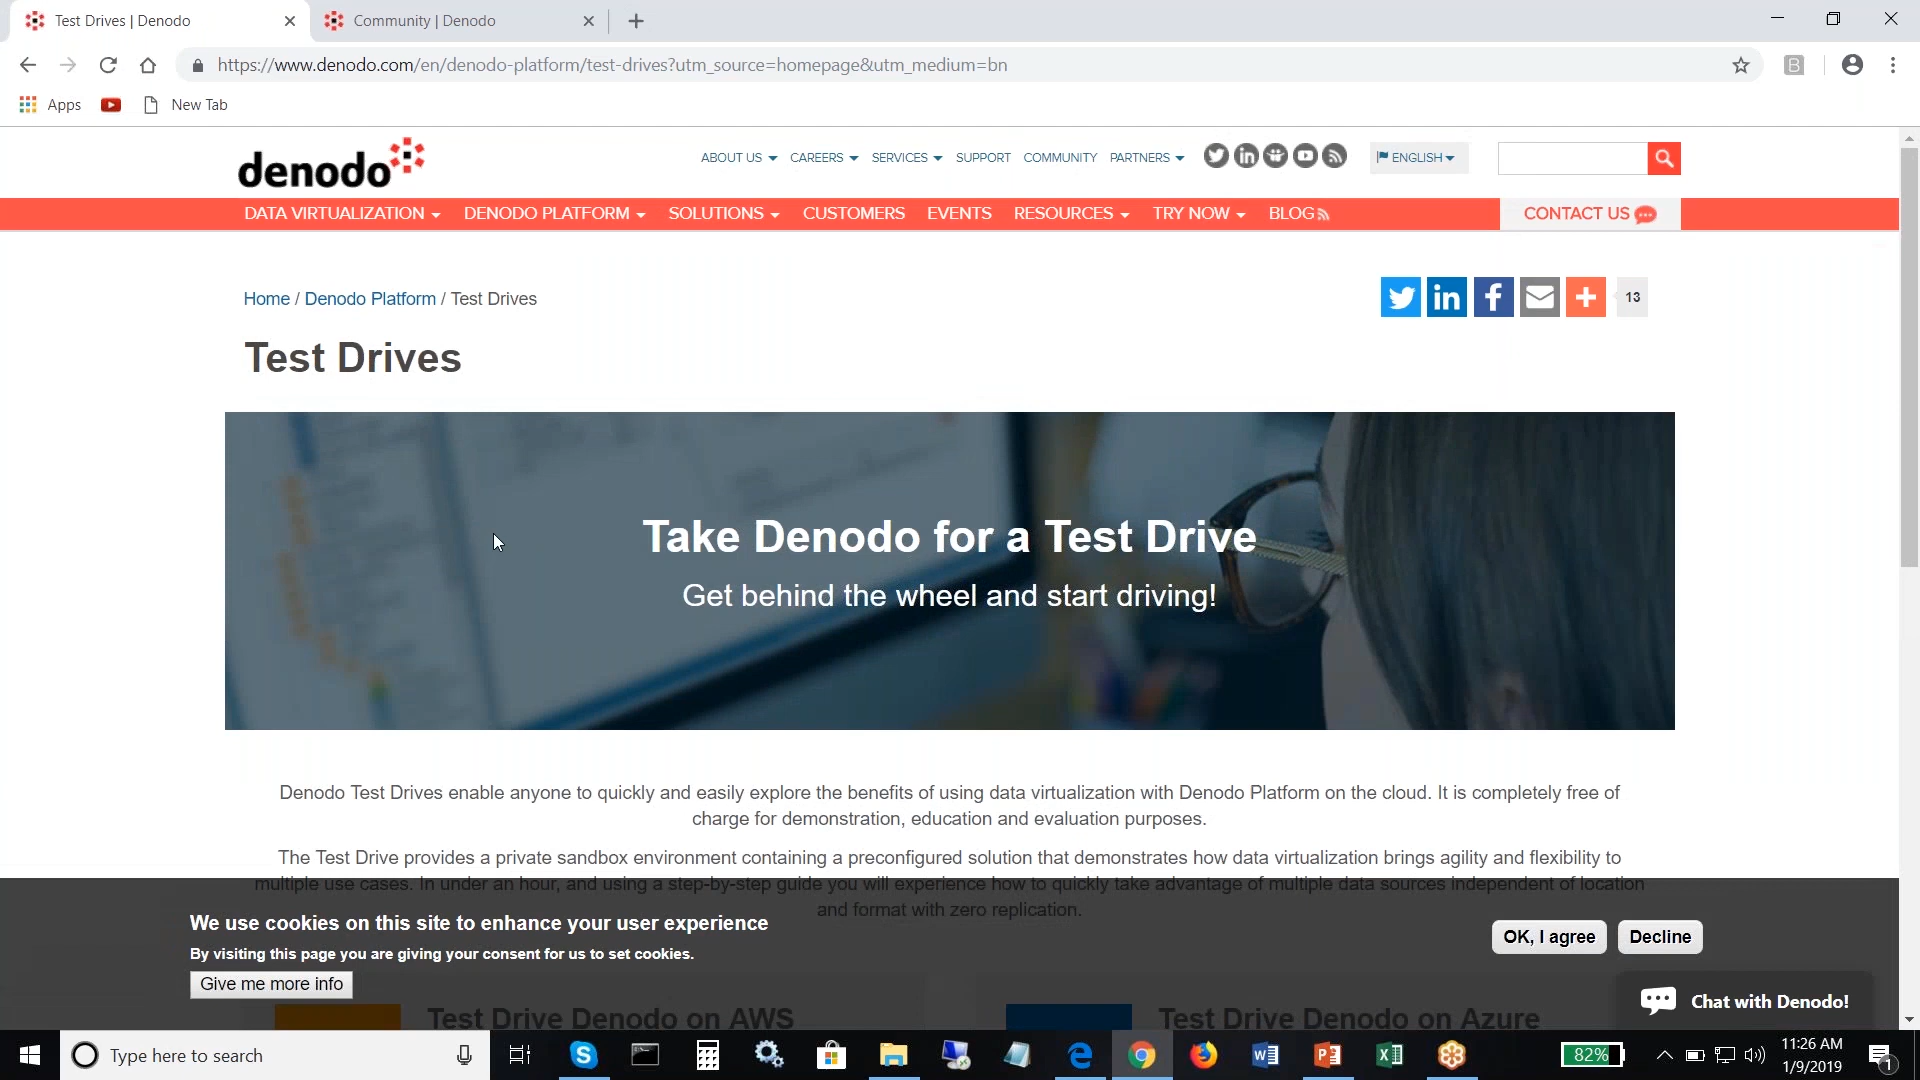 Test Drives | Denodo
Community | Denodo
https://www.denodo.com/en/denodo-platform/test-drives?utm_source=homepage&utm_medium=bn
B
Apps
New Tab
denodo
ABOUT US
CAREERS
SERVICES
SUPPORT
COMMUNITY
PARTNERS
ENGLISH
DATA VIRTUALIZATION
DENODO PLATFORM
SOLUTIONS
CUSTOMERS
EVENTS
RESOURCES
TRY NOW
BLOG
CONTACT US
Home / Denodo Platform / Test Drives
13
Test Drives
Take Denodo for a Test Drive
Get behind the wheel and start driving!
Denodo Test Drives enable anyone to quickly and easily explore the benefits of using data virtualization with Denodo Platform on the cloud. It is completely free of
charge for demonstration, education and evaluation purposes.
The Test Drive provides a private sandbox environment containing a preconfigured solution that demonstrates how data virtualization brings agility and flexibility to
multiple use cases. In under an hour, and using a step-by-step guide you will experience how to quickly take advantage of multiple data sources independent of location
and format with zero replication.
We use cookies on this site to enhance your user experience
By visiting this page you are giving your consent for us to set cookies.
Give me more info
OK, I agree
Decline
Chat with Denodo!
Test Drive Denodo on AWS
Test Drive Denodo on Azure
Type here to search
82%
11:26 AM
1/9/2019
1